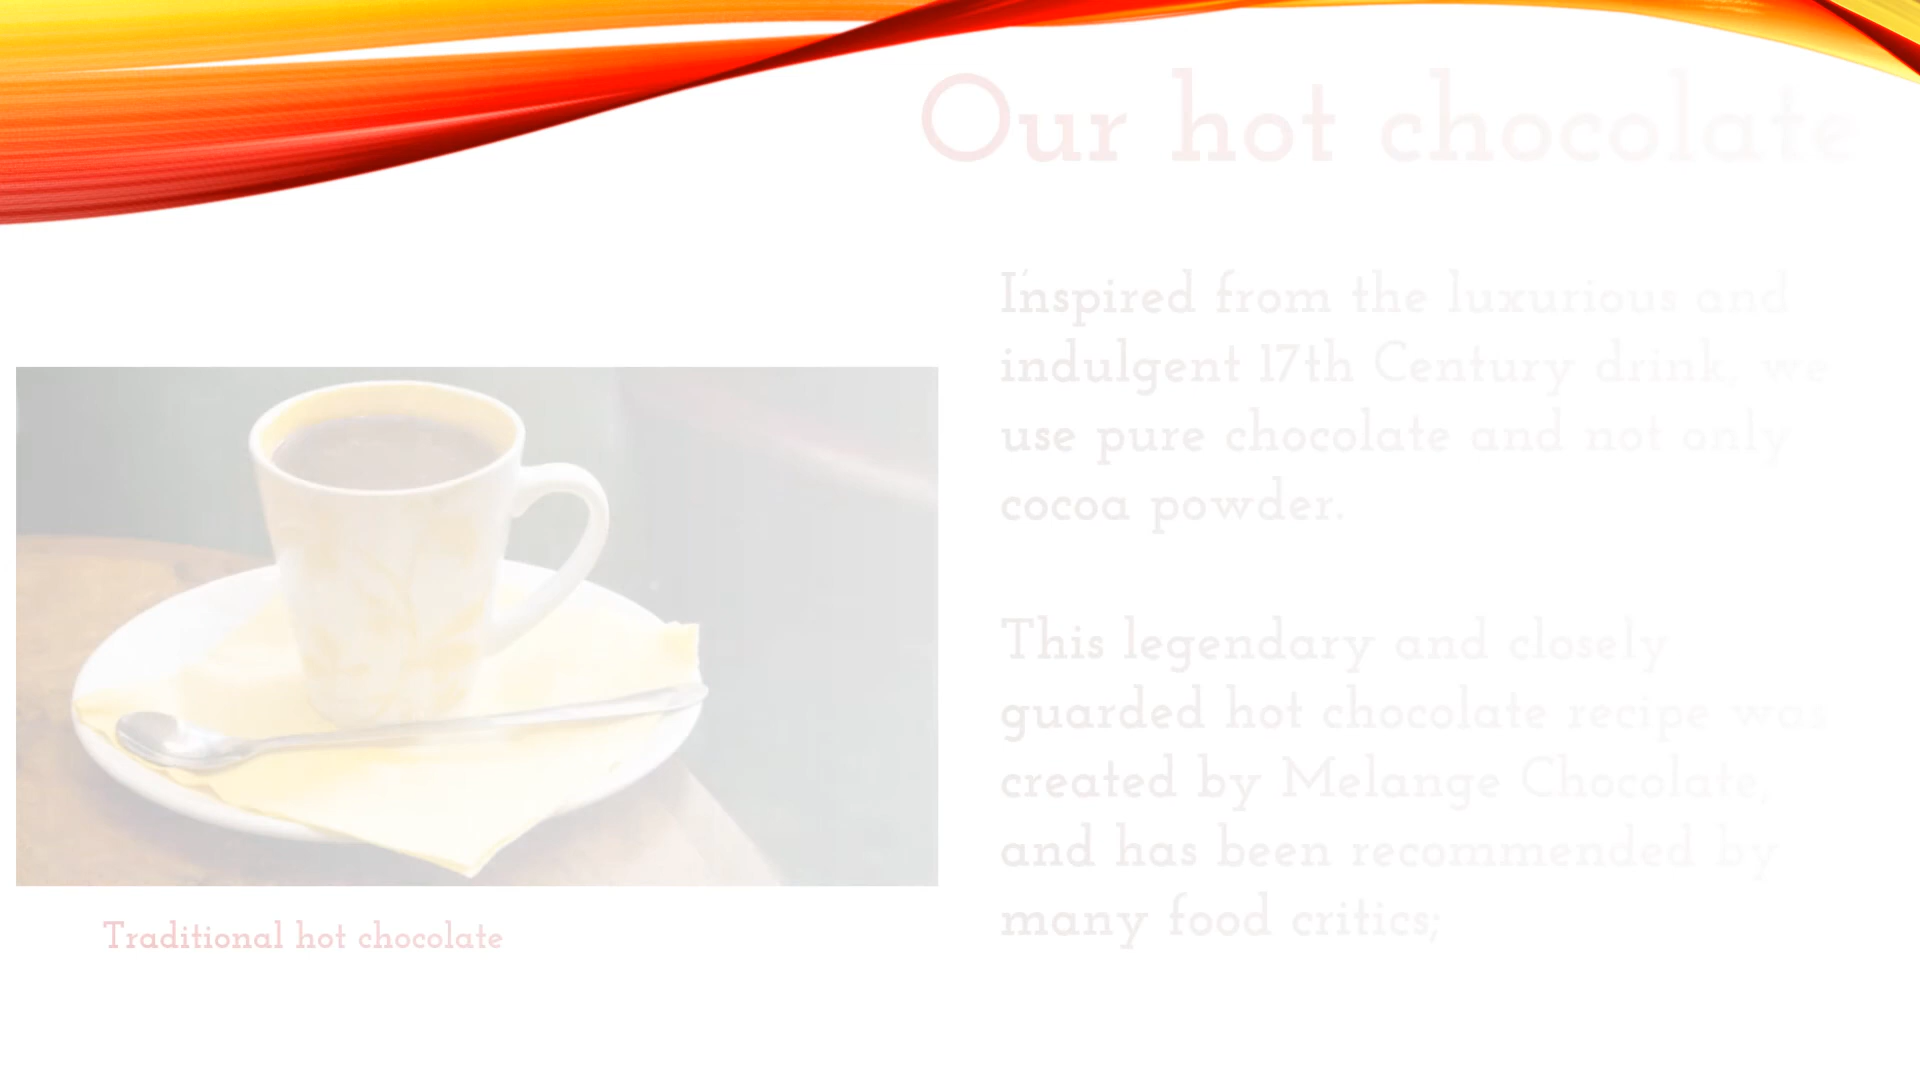 Our hot chocolate
Inspired from the luxurious and
indulgent 17th Century drink, we
use pure chocolate and not only
cocoa powder.
This legendary and closely
guarded hot chocolate recipe was
created by Melange Chocolate,
and has been recommended by
many food critics;
Traditional hot chocolate